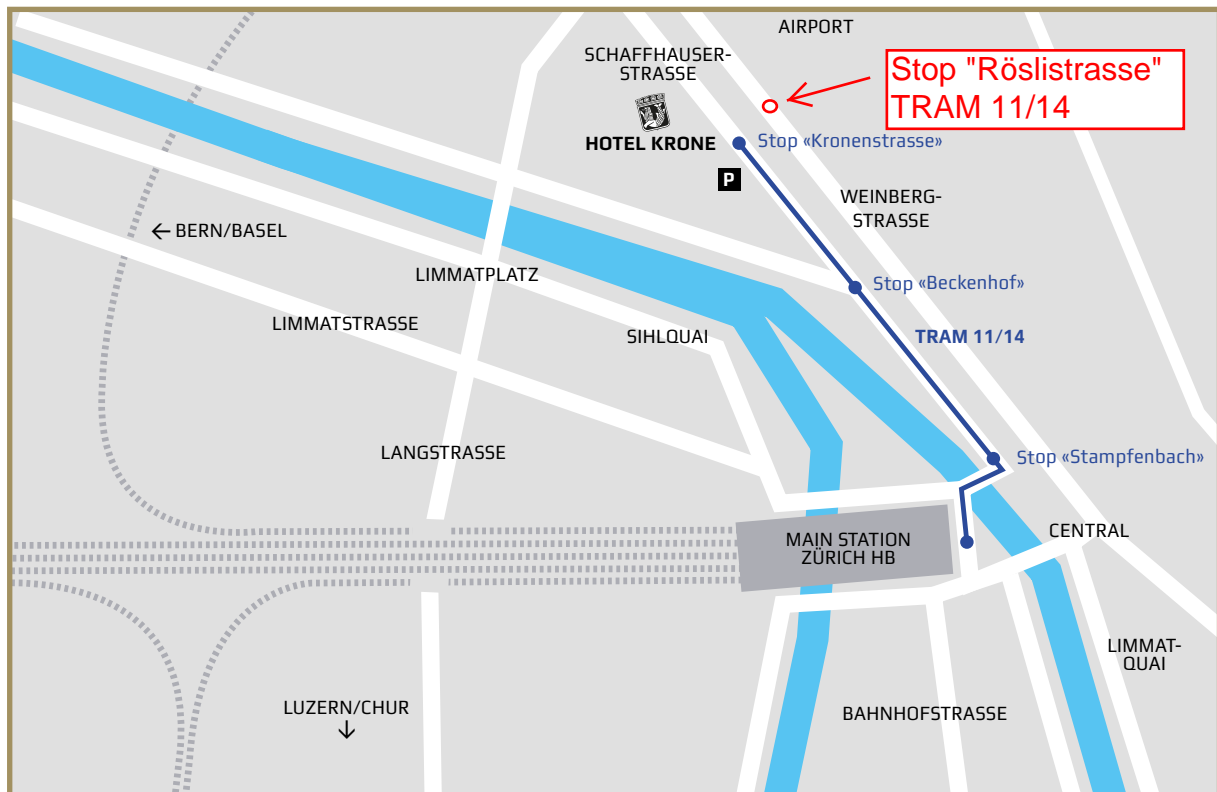 AIRPORT
SCHAFFHAUSER-
STRASSE
Stop "Röslistrasse"
TRAM 11/14
HOTEL KRONE
Stop «Kronenstrasse»
P
WEINBERG-
STRASSE
← BERN/BASEL
LIMMATPLATZ
Stop «Beckenhof»
LIMMATSTRASSE
SIHLQUAI
TRAM 11/14
LANGSTRASSE
Stop «Stampfenbach»
MAIN STATION
ZÜRICH HB
CENTRAL
LIMMAT-
QUAI
LUZERN/CHUR
↓
BAHNHOFSTRASSE